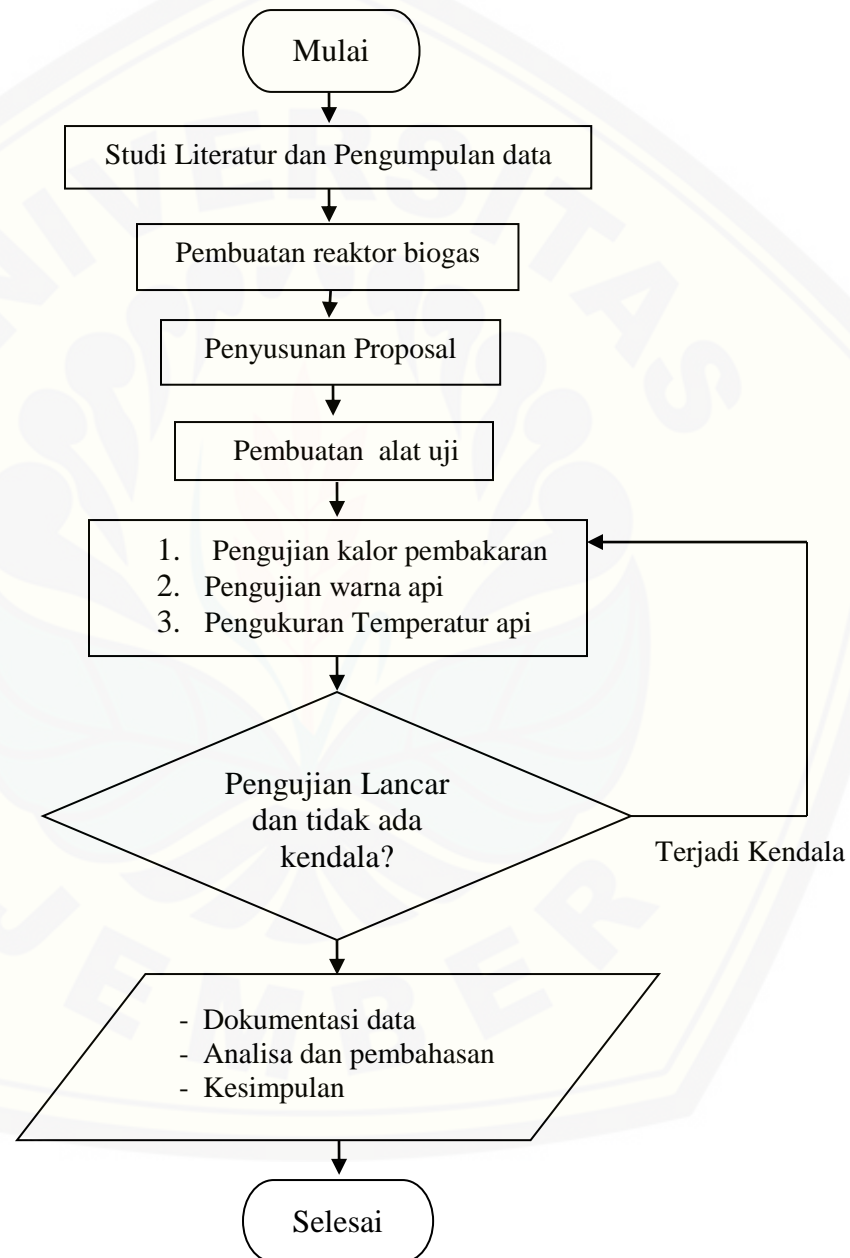 Mulai
Studi Literatur dan Pengumpulan data
Pembuatan reaktor biogas
Penyusunan Proposal
Pembuatan alat uji
1. Pengujian kalor pembakaran
2. Pengujian warna api
3. Pengukuran Temperatur api
Pengujian Lancar
dan tidak ada
kendala?
Terjadi Kendala
- Dokumentasi data
- Analisa dan pembahasan
- Kesimpulan
Selesai
UNIVERSITAS
JEMBER